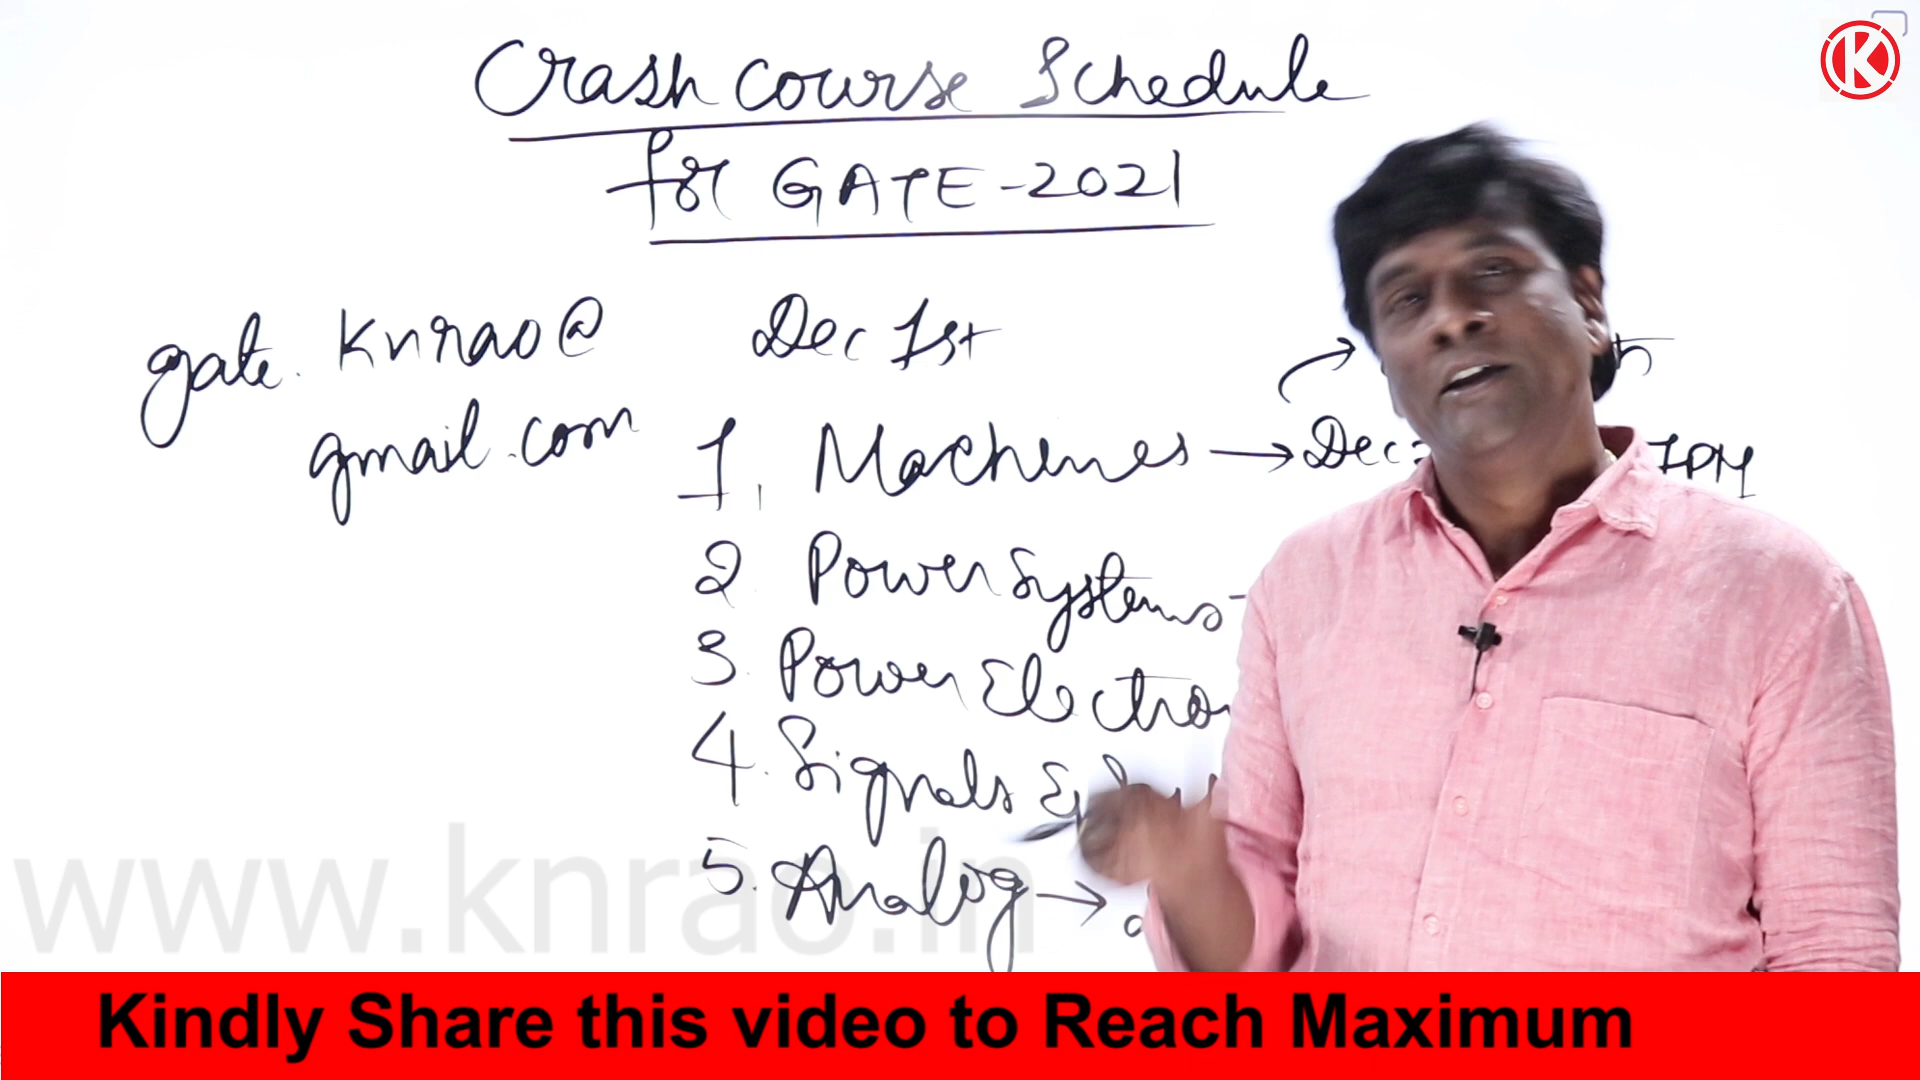 K
Crash Course Schedule
for GATE-2021
gate.knrao@
gmail.com
Dec 1st
1. Machines → Dec
2 Power Systems
3. Power Electro
4. Signals &
5. Analog →
www.knrao.in
Kindly Share this video to Reach Maximum